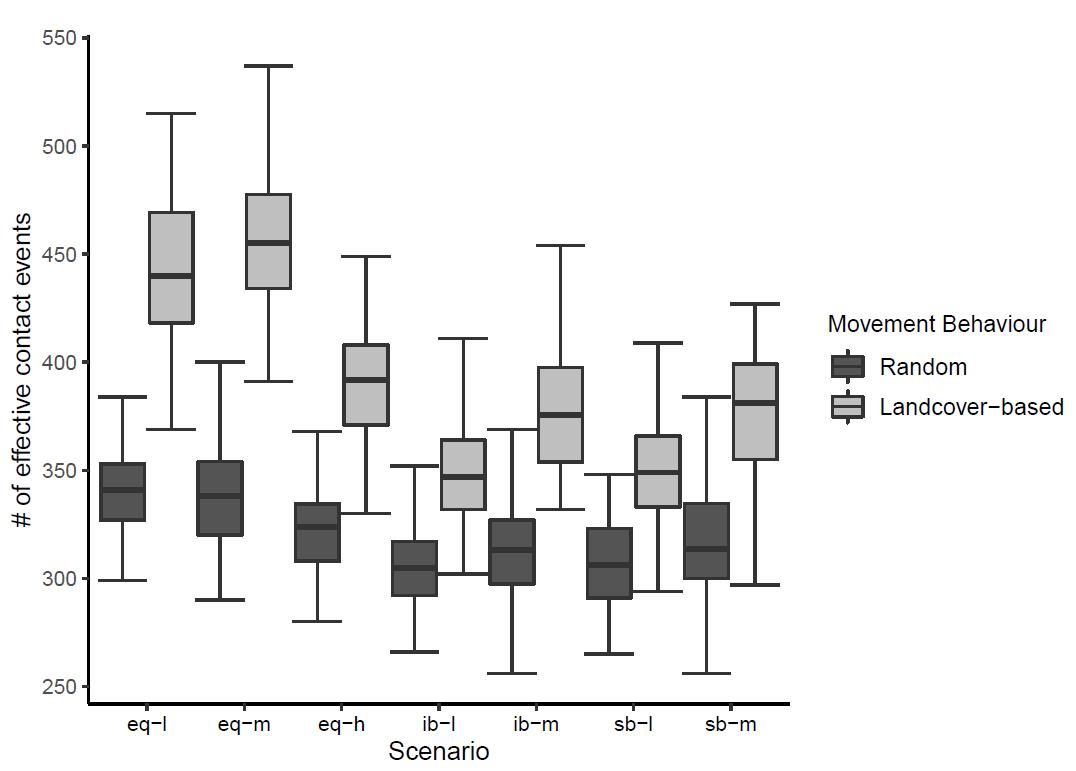 # of effective contact events
550
500
450
400
350
300
250
eq−l eq−m eq−h ib−l ib−m sb−l sb−m
Scenario
Movement Behaviour
Random
Landcover−based